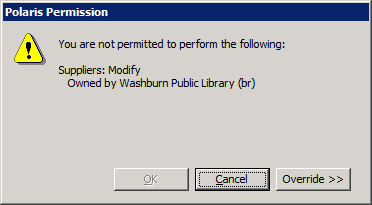 Polaris Permission
You are not permitted to perform the following:
Suppliers: Modify
Owned by Washburn Public Library (br)
OK
Cancel
Override >>